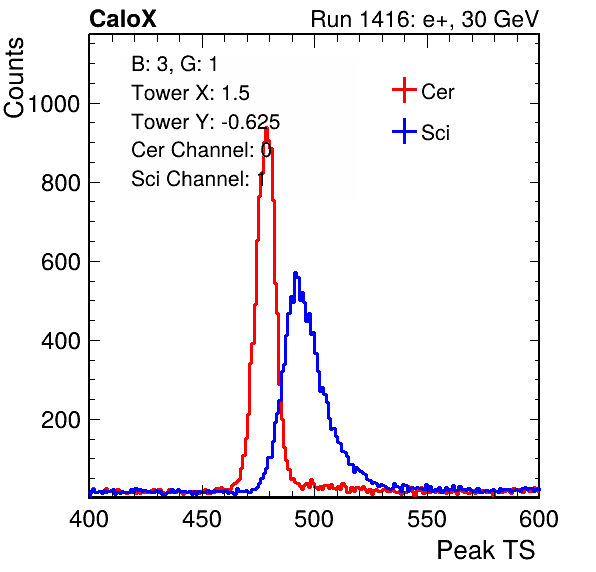 CaloX Run 1416: e+, 30 GeV
Counts
B: 3, G: 1
Tower X: 1.5
Tower Y: -0.625
Cer Channel: 0
Sci Channel: 1
Cer
Sci
1000
800
600
400
200
400 450 500 550 600
Peak TS